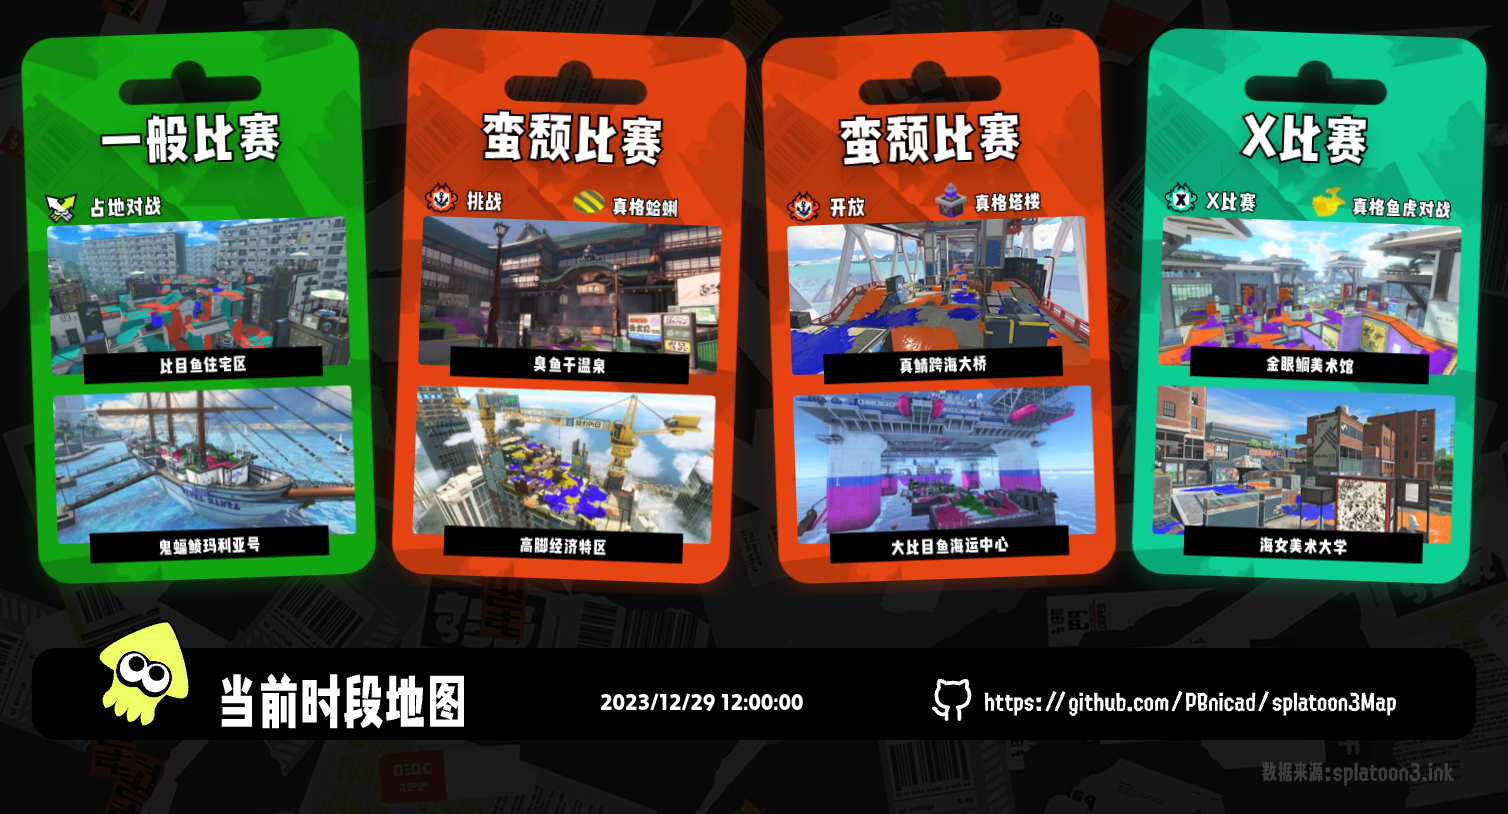 一般比赛
占地对战
比目鱼住宅区
鬼蝠鲼玛利亚号
蛮颓比赛
挑战
真格蛤蜊
臭鱼干温泉
高脚经济特区
蛮颓比赛
开放
真格塔楼
真鲭跨海大桥
大比目鱼海运中心
X比赛
X比赛
真格鱼虎对战
金眼鲷美术馆
海女美术大学
当前时段地图
2023/12/29 12:00:00
https://github.com/PBnicad/splatoon3Map
数据来源:splatoon3.ink